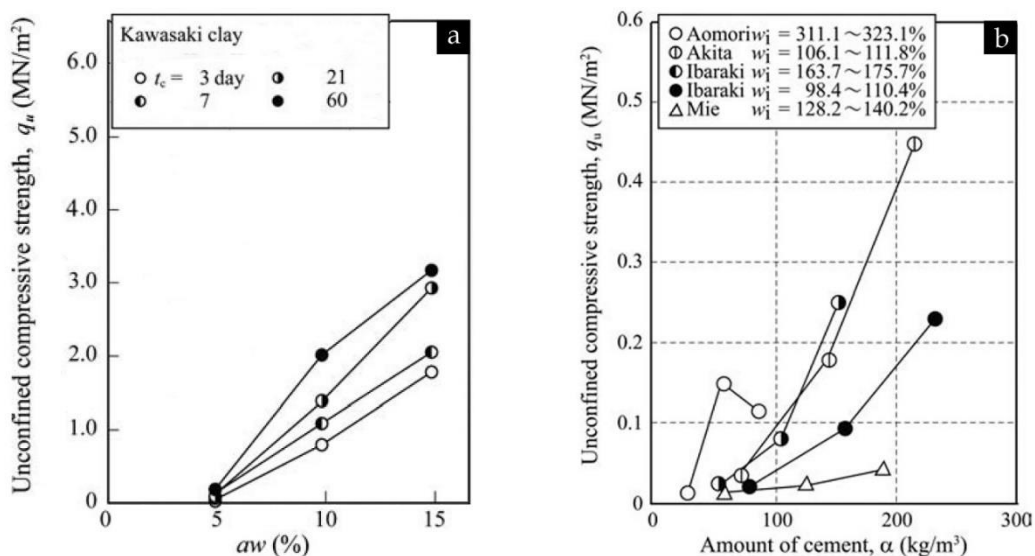 a
Kawasaki clay
t_c = 3 day 21
7 60
Unconfined compressive strength, q_u (MN/m²)
6.0
5.0
4.0
3.0
2.0
1.0
0
0 5 10 15
aw (%)
b
Aomori w_i = 311.1～323.1%
Akita w_i = 106.1～111.8%
Ibaraki w_i = 163.7～175.7%
Ibaraki w_i = 98.4～110.4%
Mie w_i = 128.2～140.2%
Unconfined compressive strength, q_u (MN/m²)
0.6
0.5
0.4
0.3
0.2
0.1
0
0 100 200 300
Amount of cement, α (kg/m³)